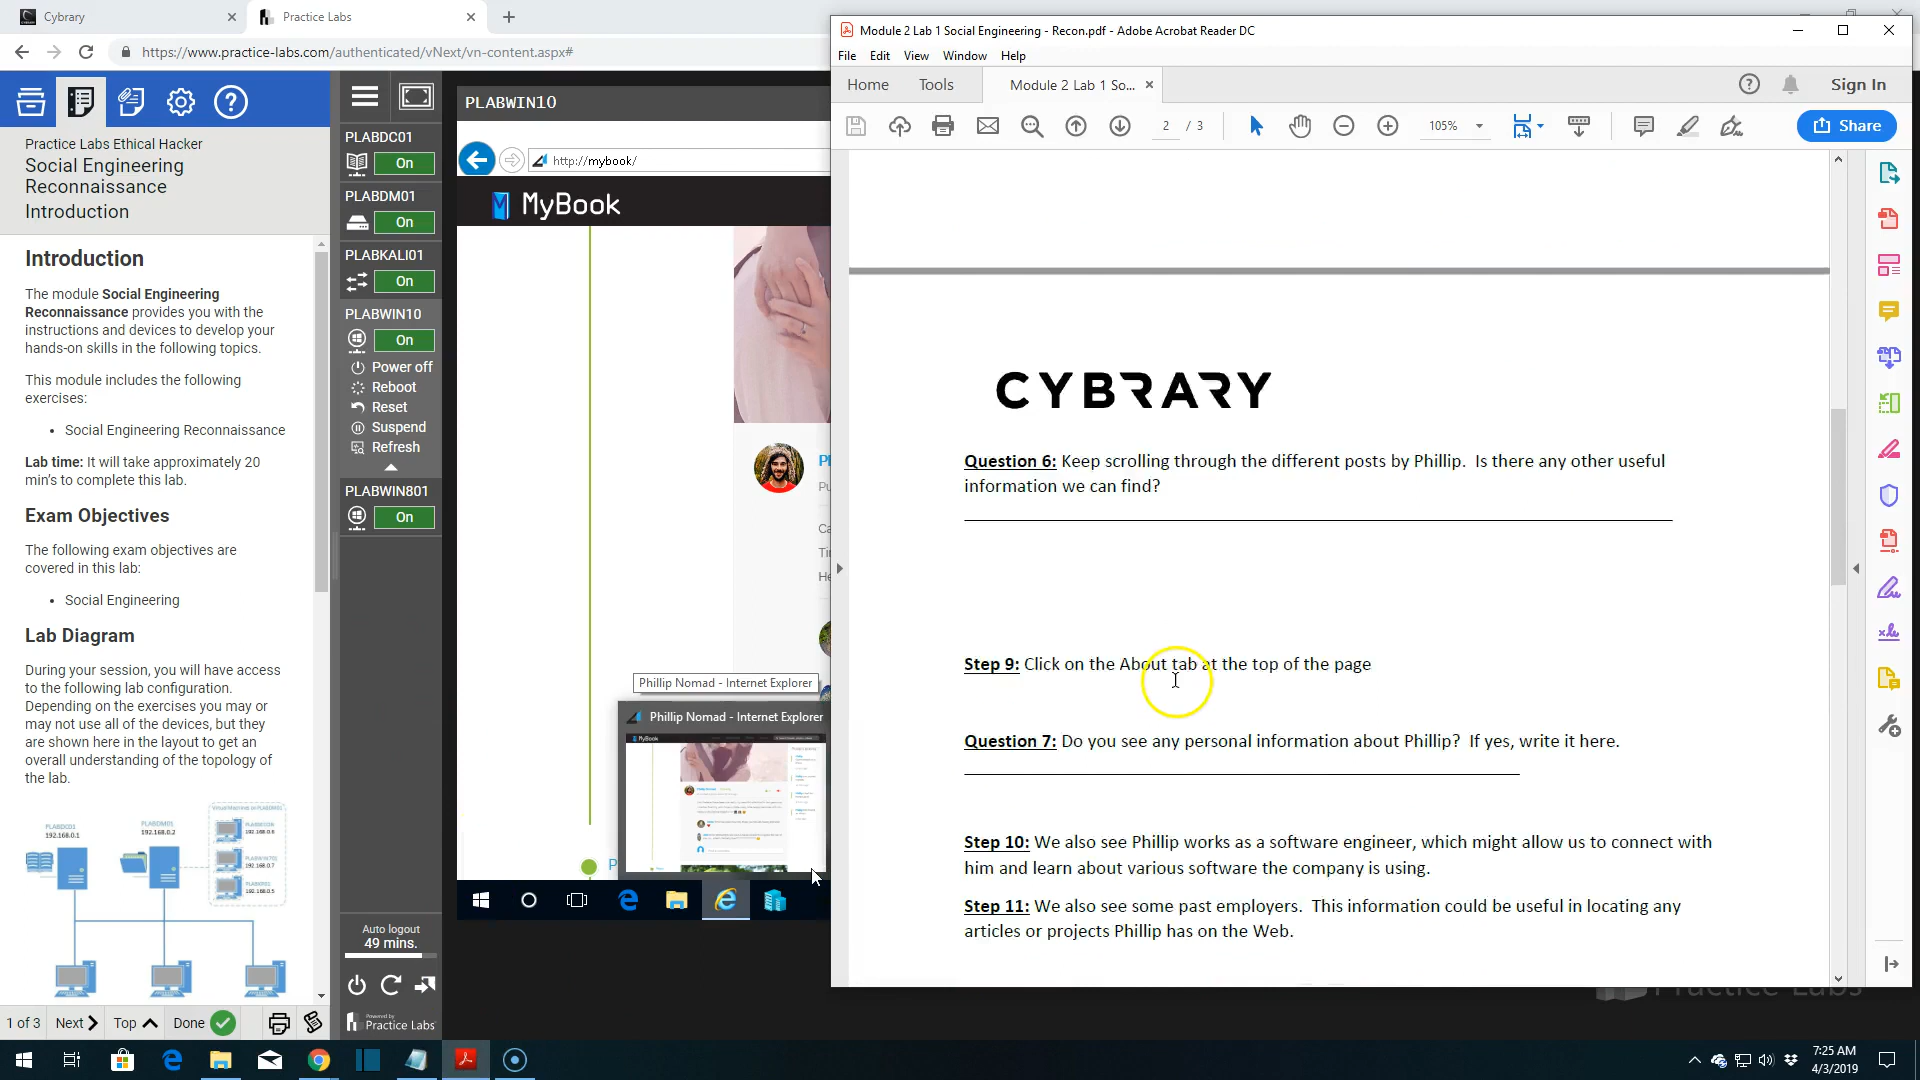 Cybrary
Practice Labs
https://www.practice-labs.com/authenticated/vNext/vn-content.aspx#
Practice Labs Ethical Hacker
Social Engineering
Reconnaissance
Introduction
Introduction
The module Social Engineering
Reconnaissance provides you with the
instructions and devices to develop your
hands-on skills in the following topics.
This module includes the following
exercises:
• Social Engineering Reconnaissance
Lab time: It will take approximately 20
min's to complete this lab.
Exam Objectives
The following exam objectives are
covered in this lab:
• Social Engineering
Lab Diagram
During your session, you will have access
to the following lab configuration.
Depending on the exercises you may or
may not use all of the devices, but they
are shown here in the layout to get an
overall understanding of the topology of
the lab.
PLABDC01
192.168.0.1
PLABDM01
192.168.0.2
1 of 3 Next Top Done
PLABDC01
On
PLABDM01
On
PLABKALI01
On
PLABWIN10
On
Power off
Reboot
Reset
Suspend
Refresh
PLABWIN801
On
Auto logout
49 mins.
Powered by
Practice Labs
PLABWIN10
http://mybook/
MyBook
Phillip Nomad - Internet Explorer
Phillip Nomad - Internet Explorer
MyBook
Module 2 Lab 1 Social Engineering - Recon.pdf - Adobe Acrobat Reader DC
File Edit View Window Help
Home Tools Module 2 Lab 1 So... Sign In
2 / 3 105% Share
CYBRARY
Question 6: Keep scrolling through the different posts by Phillip. Is there any other useful
information we can find?
Step 9: Click on the About tab at the top of the page
Question 7: Do you see any personal information about Phillip? If yes, write it here.
Step 10: We also see Phillip works as a software engineer, which might allow us to connect with
him and learn about various software the company is using.
Step 11: We also see some past employers. This information could be useful in locating any
articles or projects Phillip has on the Web.
7:25 AM
4/3/2019